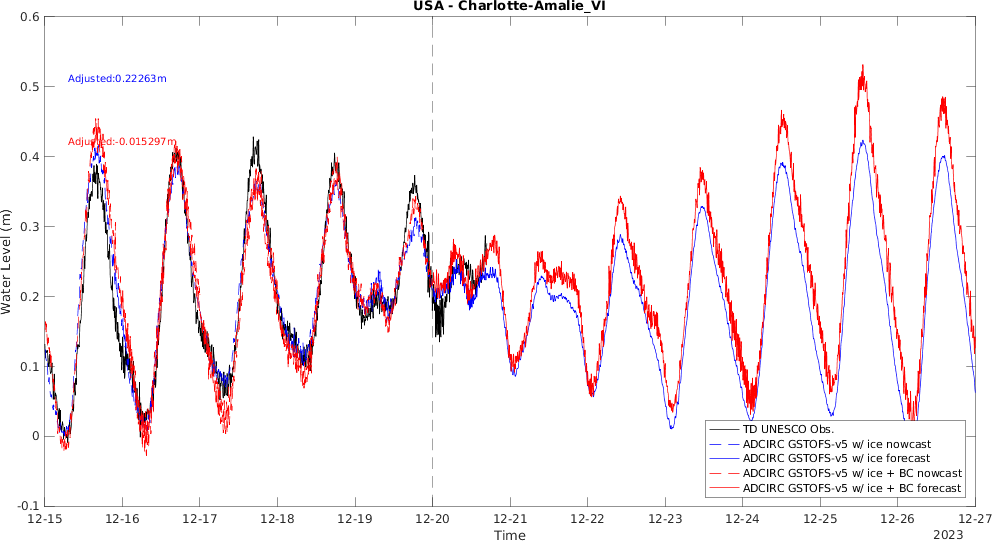 USA - Charlotte-Amalie_VI
0.6
0.5
0.4
0.3
0.2
0.1
0
-0.1
Water Level (m)
Adjusted:0.22263m
Adjusted:-0.015297m
TD UNESCO Obs.
ADCIRC GSTOFS-v5 w/ ice nowcast
ADCIRC GSTOFS-v5 w/ ice forecast
ADCIRC GSTOFS-v5 w/ ice + BC nowcast
ADCIRC GSTOFS-v5 w/ ice + BC forecast
12-15 12-16 12-17 12-18 12-19 12-20 12-21 12-22 12-23 12-24 12-25 12-26 12-27
Time
2023